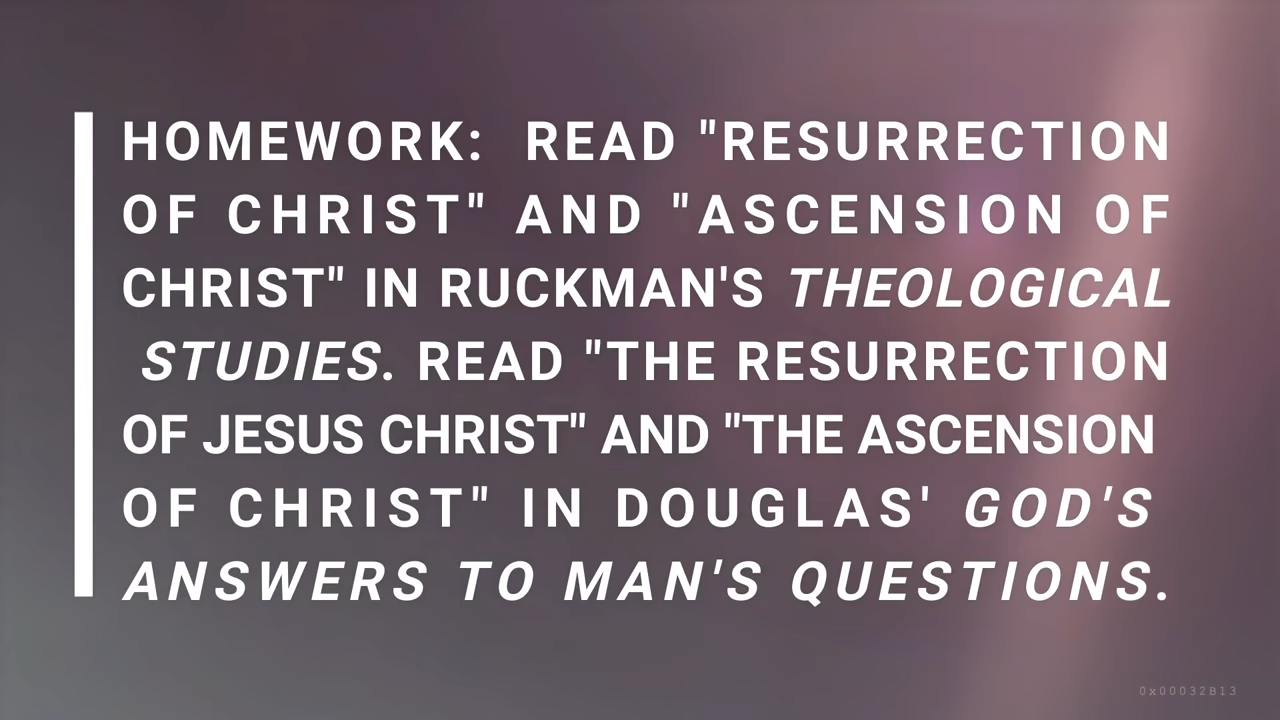 HOMEWORK:  READ "RESURRECTION
OF CHRIST" AND "ASCENSION OF
CHRIST" IN RUCKMAN'S THEOLOGICAL
STUDIES. READ "THE RESURRECTION
OF JESUS CHRIST" AND "THE ASCENSION
OF CHRIST" IN DOUGLAS' GOD'S
ANSWERS TO MAN'S QUESTIONS.
0x00032B13